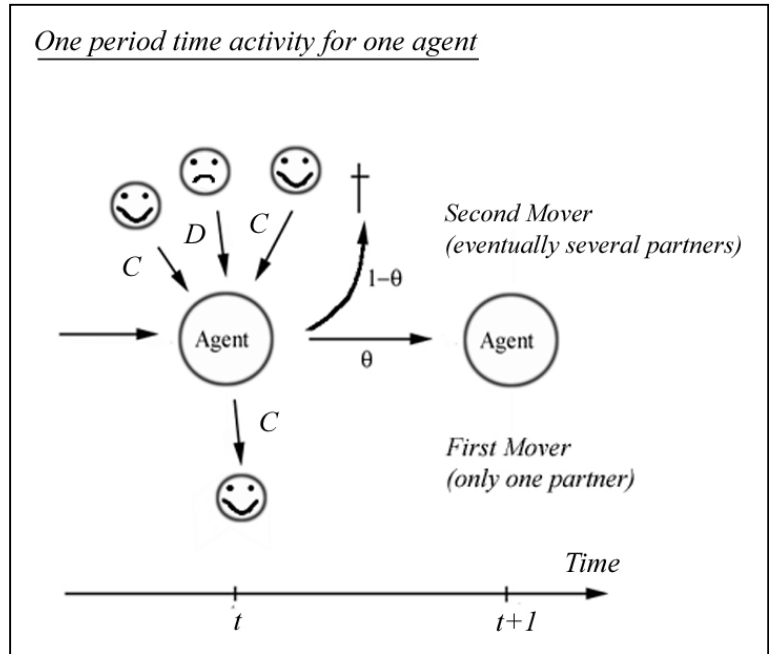 One period time activity for one agent
C
D
C
1−θ
Second Mover
(eventually several partners)
Agent
θ
Agent
C
First Mover
(only one partner)
Time
t
t+1